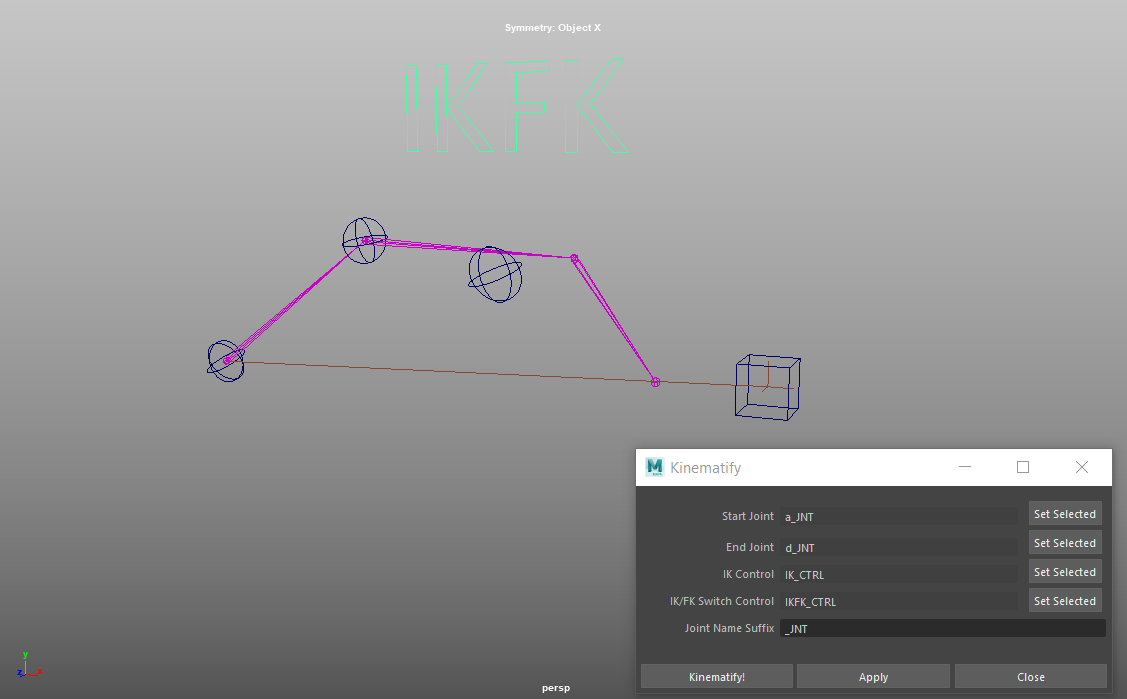 Symmetry: Object X
IKFK
Kinematify
Start Joint a_JNT Set Selected
End Joint d_JNT Set Selected
IK Control IK_CTRL Set Selected
IK/FK Switch Control IKFK_CTRL Set Selected
Joint Name Suffix _JNT
Kinematify! Apply Close
y
persp